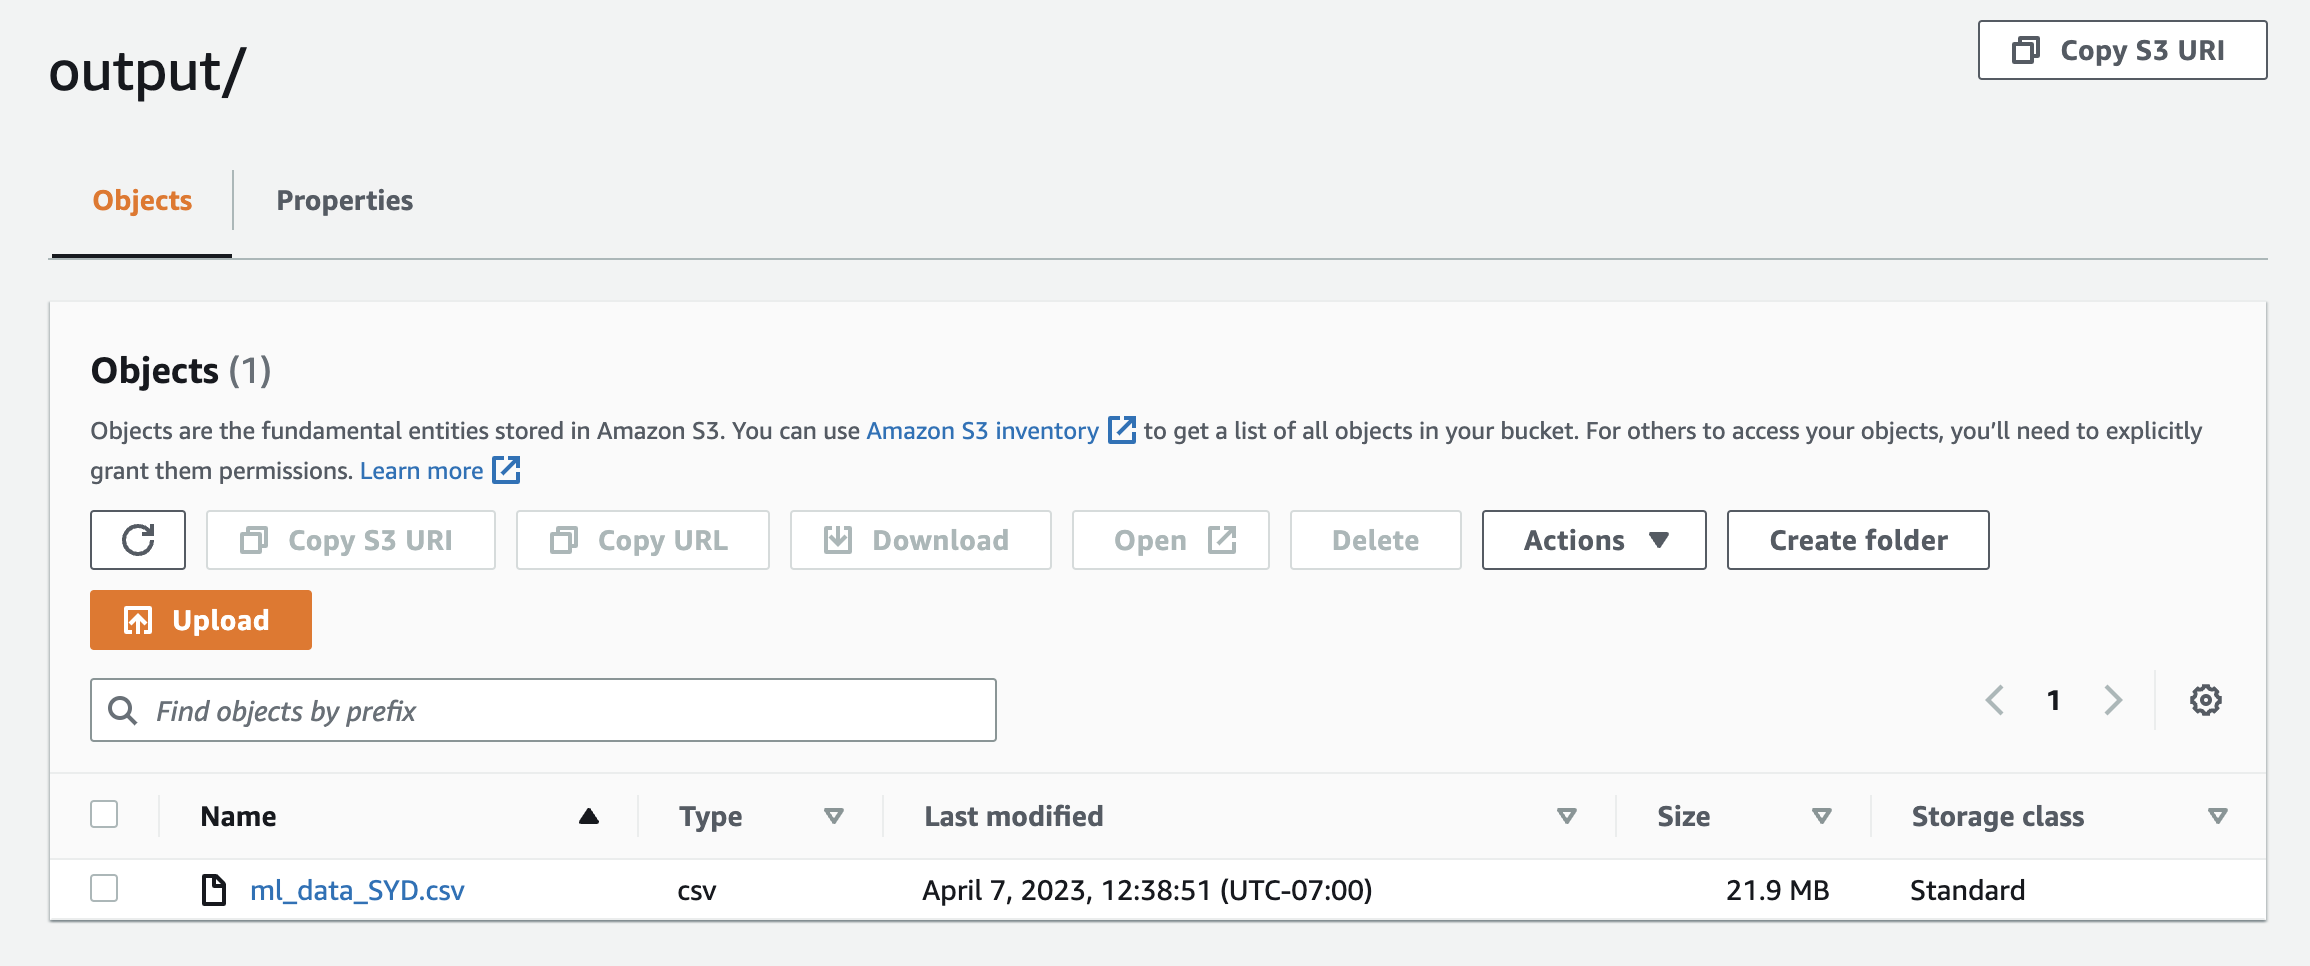 output/
Copy S3 URI
Objects
Properties
Objects (1)
Objects are the fundamental entities stored in Amazon S3. You can use Amazon S3 inventory to get a list of all objects in your bucket. For others to access your objects, you’ll need to explicitly
grant them permissions. Learn more
Copy S3 URI
Copy URL
Download
Open
Delete
Actions
Create folder
Upload
Find objects by prefix
1
Name
Type
Last modified
Size
Storage class
ml_data_SYD.csv
csv
April 7, 2023, 12:38:51 (UTC-07:00)
21.9 MB
Standard